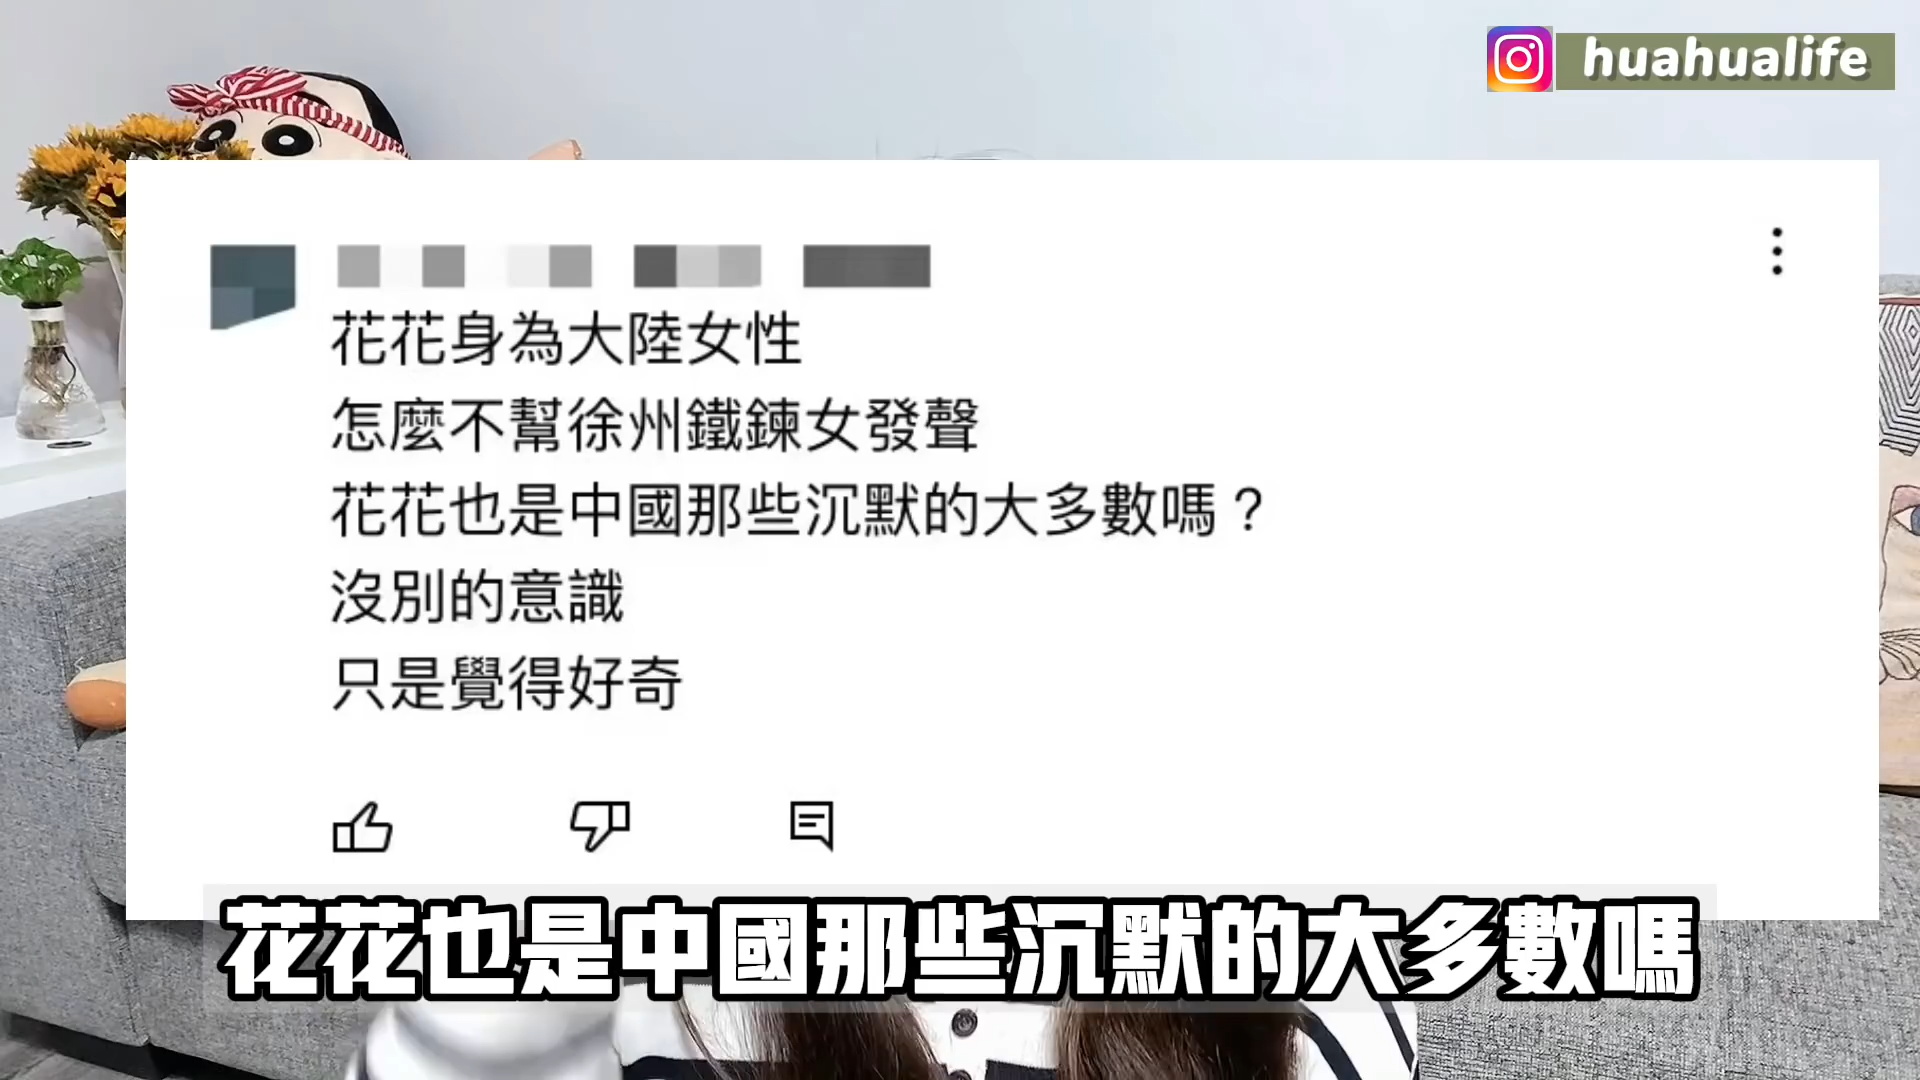 huahualife
花花身為大陸女性
怎麼不幫徐州鐵鍊女發聲
花花也是中國那些沉默的大多數嗎？
沒別的意識
只是覺得好奇
花花也是中國那些沉默的大多數嗎